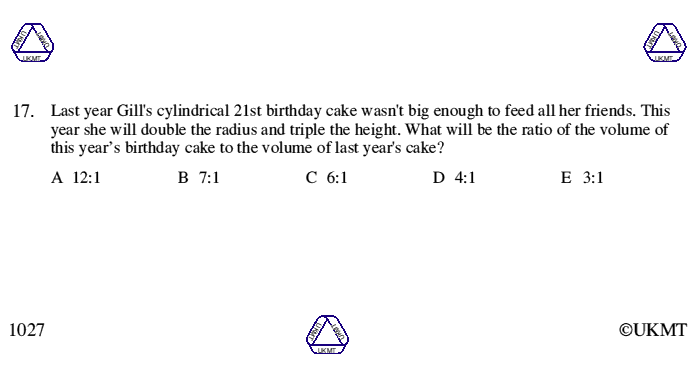 UKMT UKMT UKMT
UKMT UKMT UKMT
17. Last year Gill's cylindrical 21st birthday cake wasn't big enough to feed all her friends. This
year she will double the radius and triple the height. What will be the ratio of the volume of
this year’s birthday cake to the volume of last year's cake?
A 12:1 B 7:1 C 6:1 D 4:1 E 3:1
1027
UKMT UKMT UKMT
©UKMT